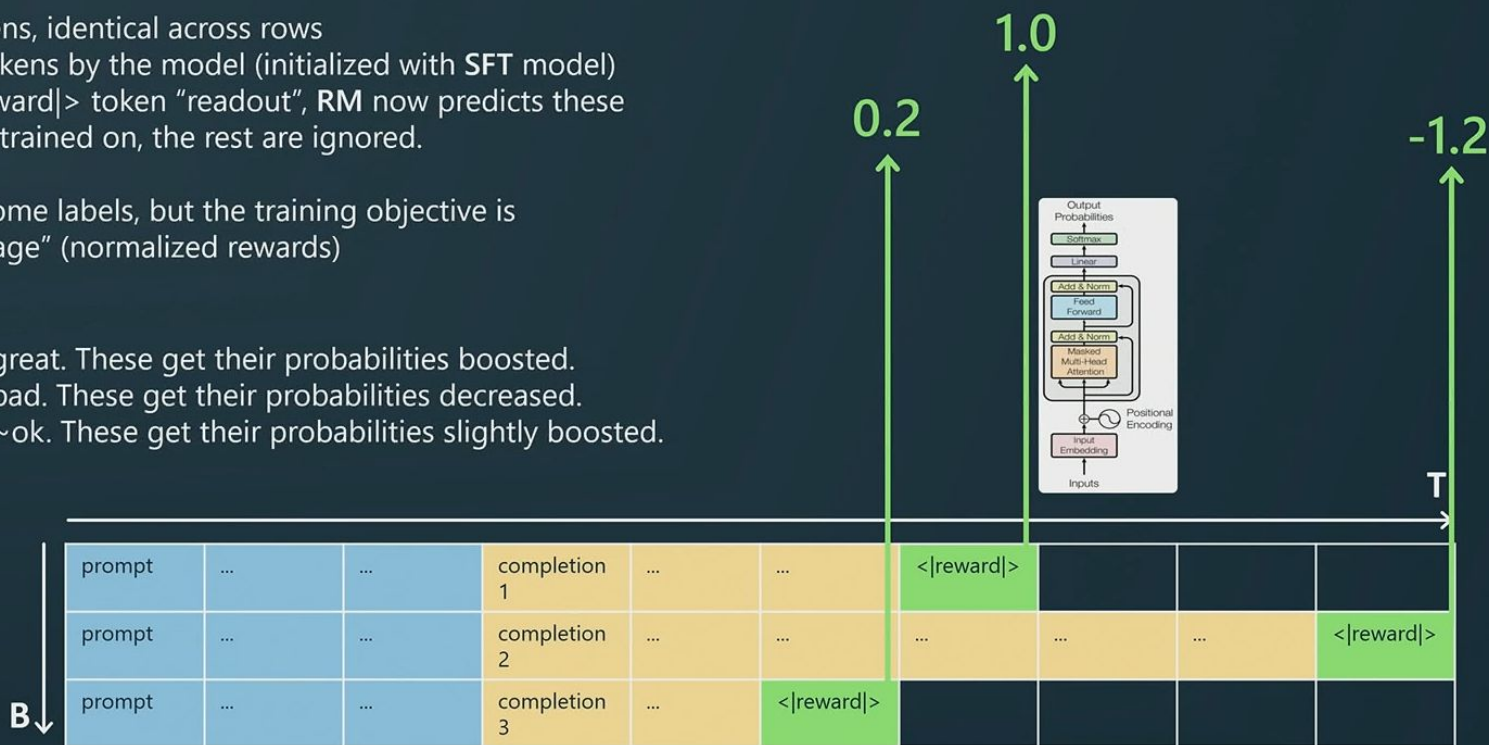 ns, identical across rows
kens by the model (initialized with SFT model)
vard|> token “readout”, RM now predicts these
trained on, the rest are ignored.
ome labels, but the training objective is
age” (normalized rewards)
great. These get their probabilities boosted.
bad. These get their probabilities decreased.
~ok. These get their probabilities slightly boosted.
1.0
0.2
-1.2
Output
Probabilities
Softmax
Linear
Add & Norm
Feed
Forward
Add & Norm
Masked
Multi-Head
Attention
Positional
Encoding
Input
Embedding
Inputs
T
B
prompt ... ... completion 1 ... ... <|reward|>
prompt ... ... completion 2 ... ... ... ... ... <|reward|>
prompt ... ... completion 3 ... <|reward|>